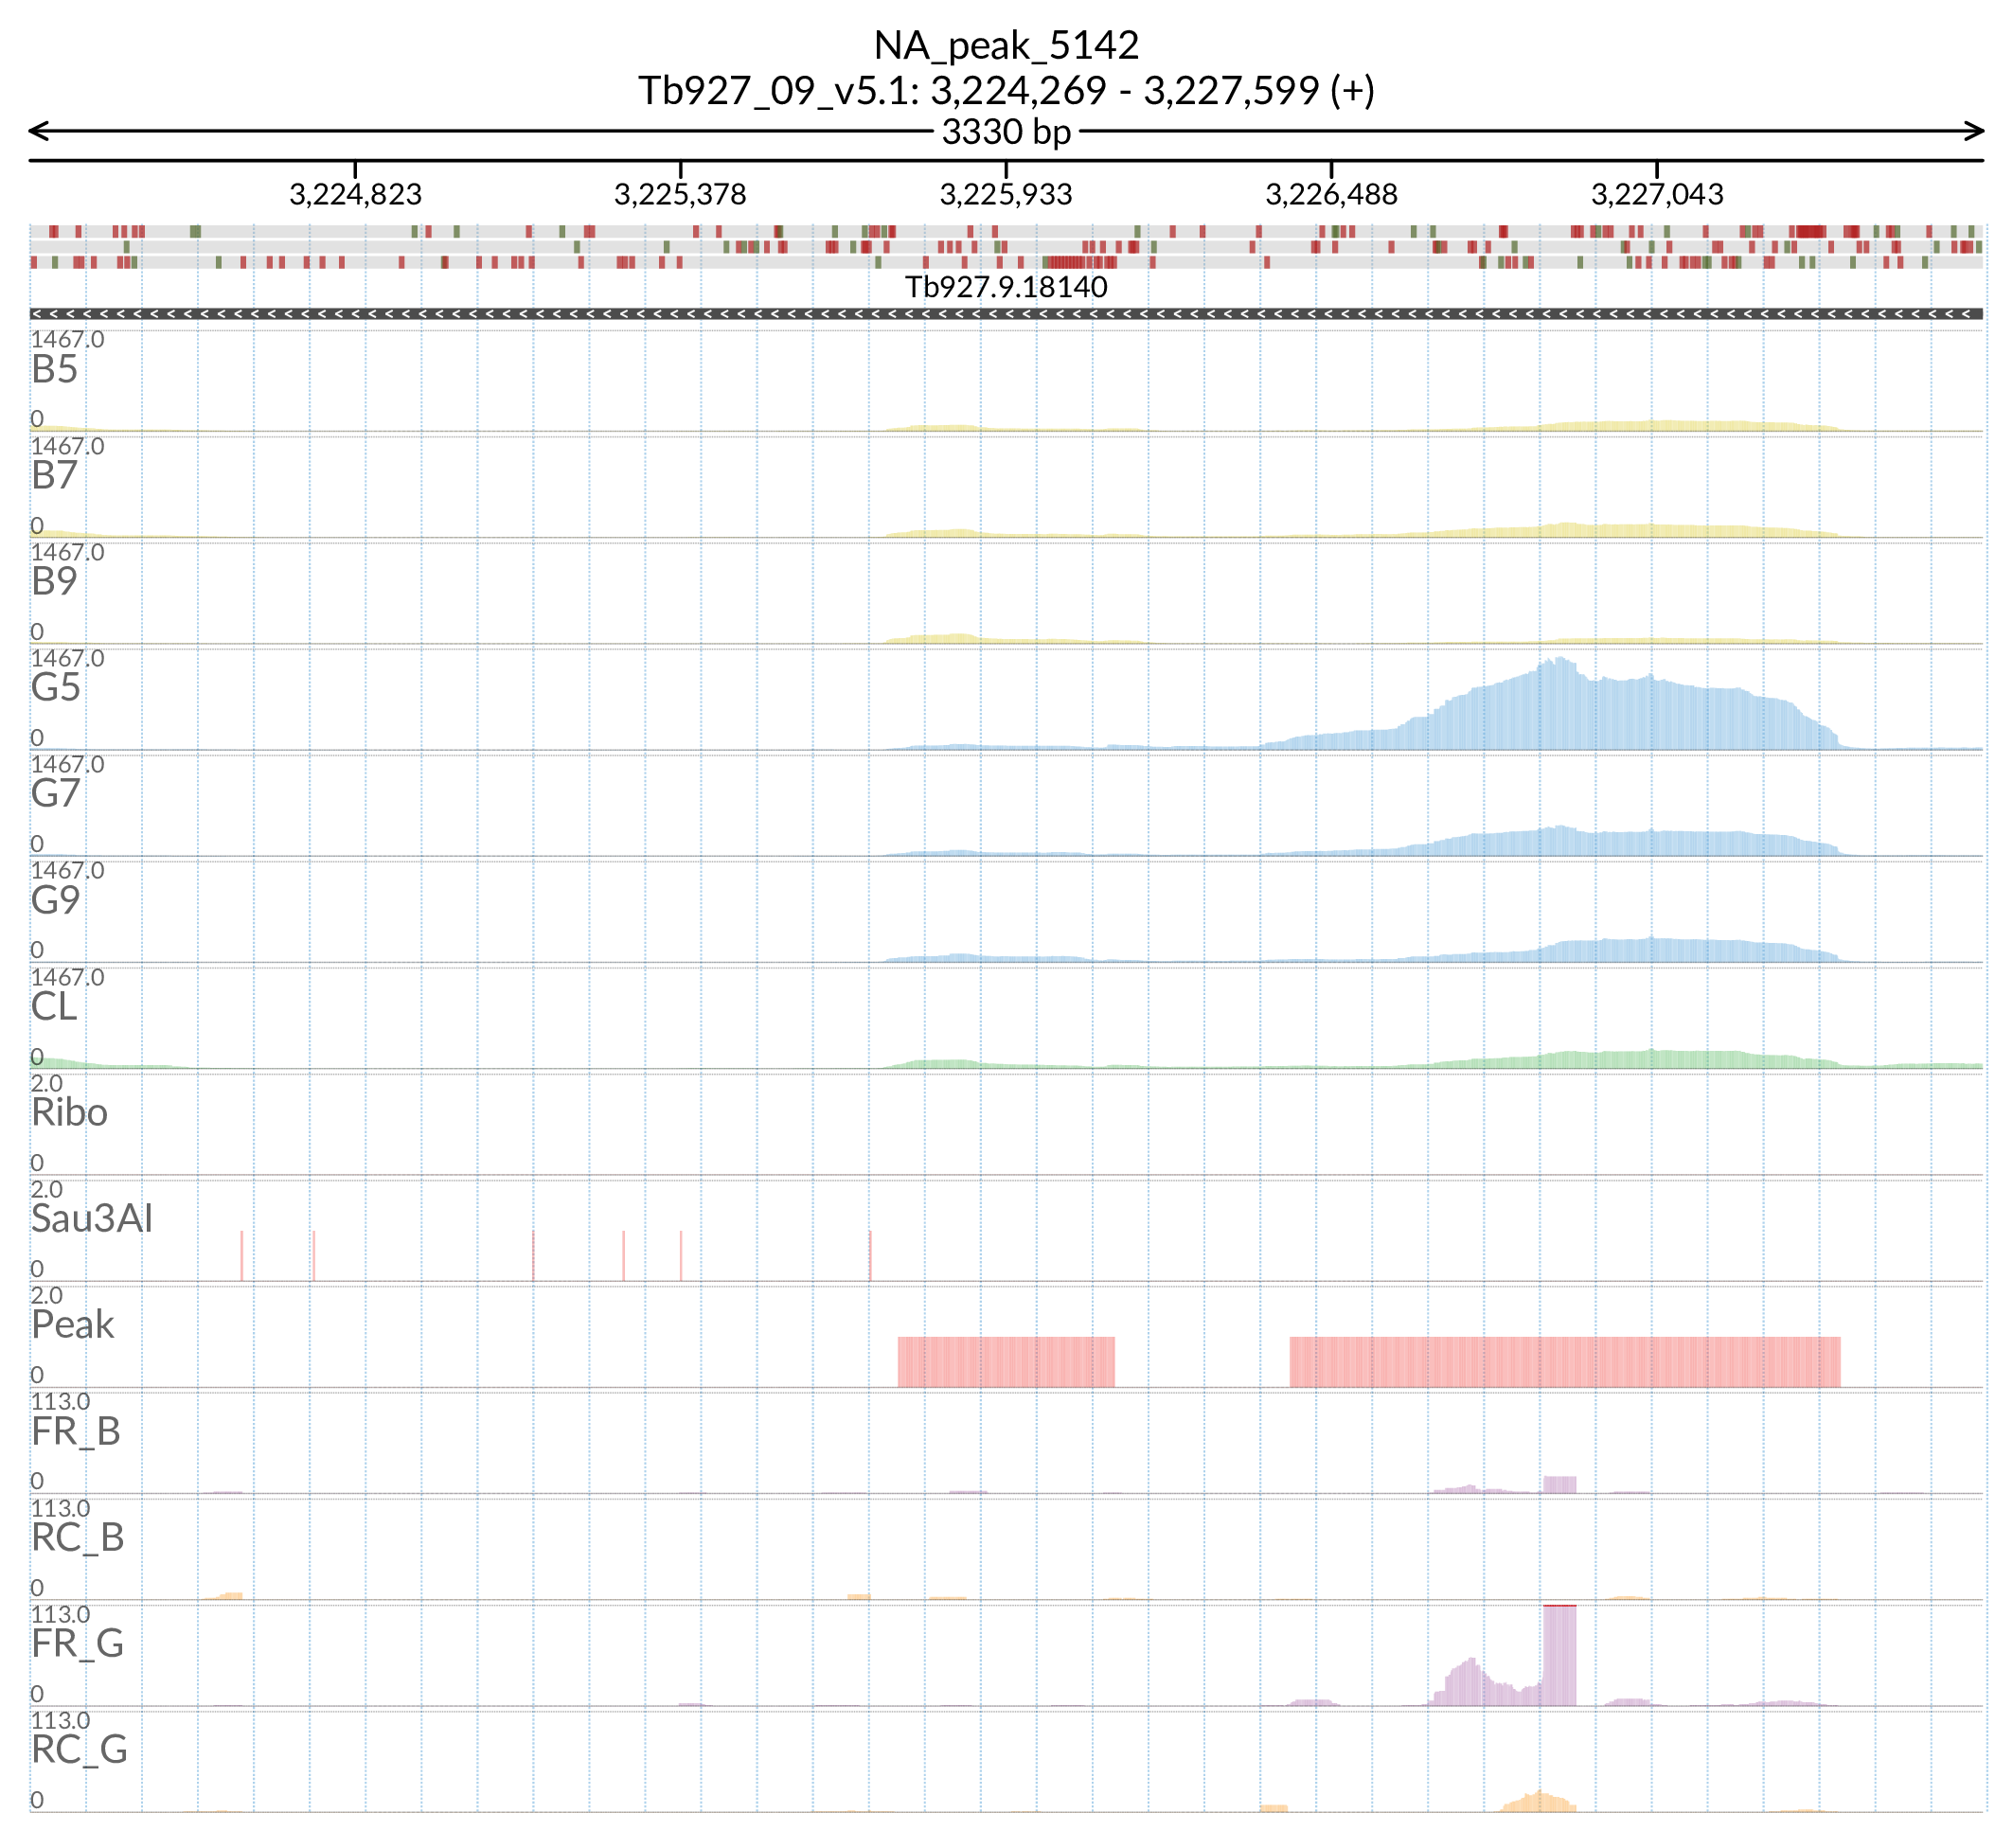 NA_peak_5142
Tb927_09_v5.1: 3,224,269 - 3,227,599 (+)
3330 bp
3,224,823 3,225,378 3,225,933 3,226,488 3,227,043
Tb927.9.18140
1467.0
B5
0
1467.0
B7
0
1467.0
B9
0
1467.0
G5
0
1467.0
G7
0
1467.0
G9
0
1467.0
CL
0
2.0
Ribo
0
2.0
Sau3AI
0
2.0
Peak
0
113.0
FR_B
0
113.0
RC_B
0
113.0
FR_G
0
113.0
RC_G
0